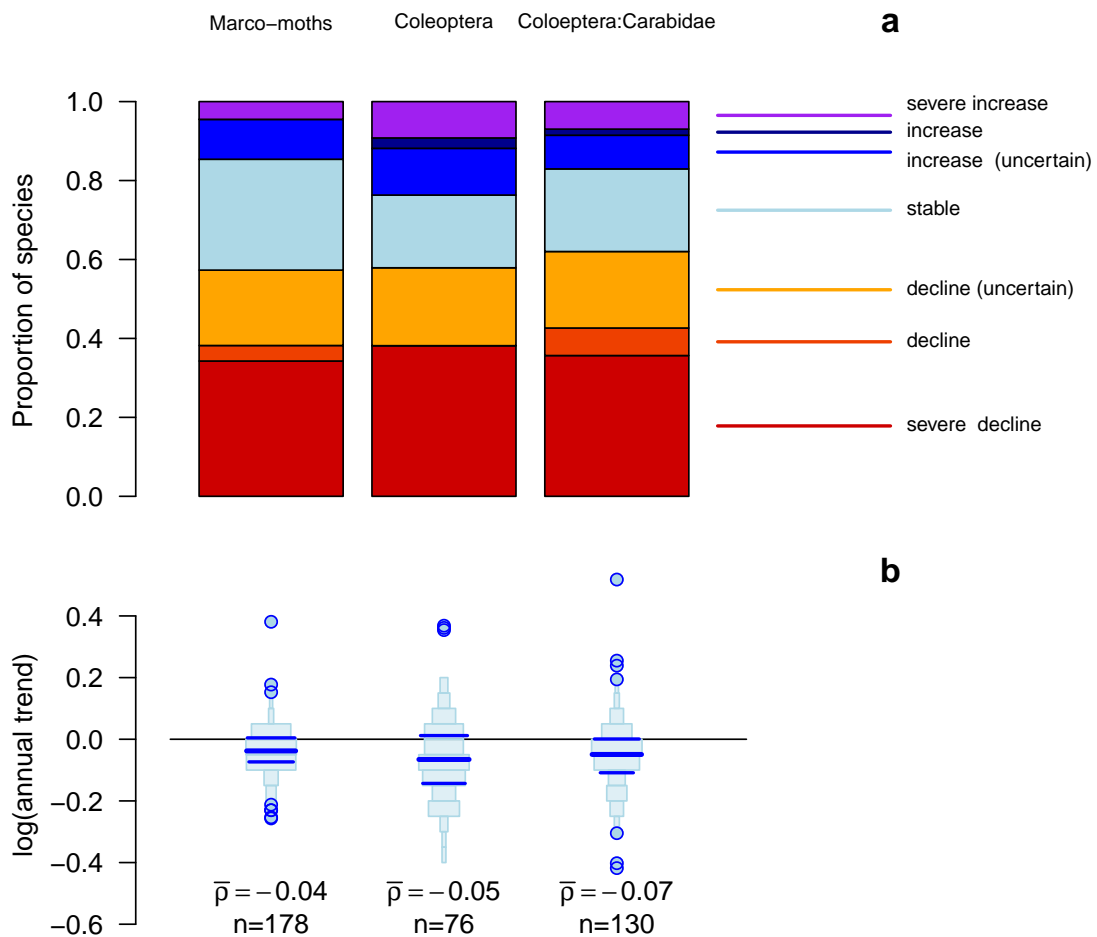 Marco−moths Coleoptera Coloeptera:Carabidae a
1.0
0.8
0.6
0.4
0.2
0.0
Proportion of species
severe increase
increase
increase (uncertain)
stable
decline (uncertain)
decline
severe decline
b
0.4
0.2
0.0
−0.2
−0.4
−0.6
log(annual trend)
ρ̅ = −0.04 ρ̅ = −0.05 ρ̅ = −0.07
n=178 n=76 n=130